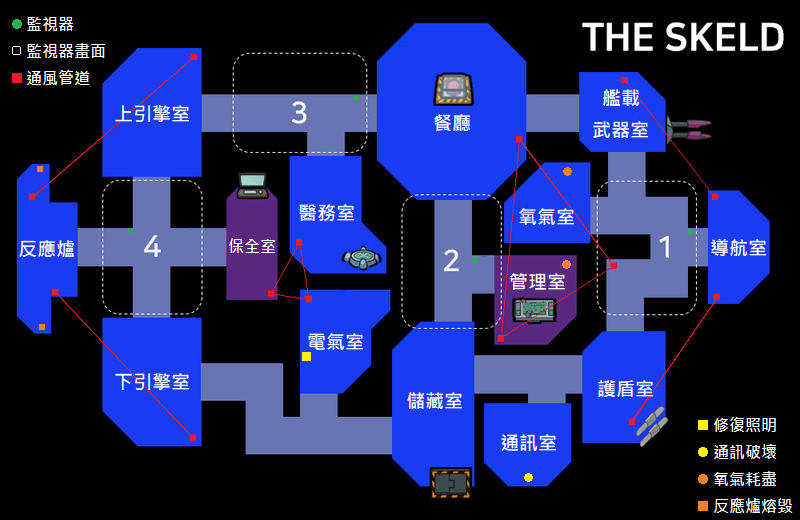 監視器
監視器畫面
通風管道
THE SKELD
上引擎室
3
餐廳
艦載
武器室
醫務室
氧氣室
反應爐
4
保全室
2
管理室
1
導航室
電氣室
下引擎室
儲藏室
護盾室
通訊室
修復照明
通訊破壞
氧氣耗盡
反應爐熔毀